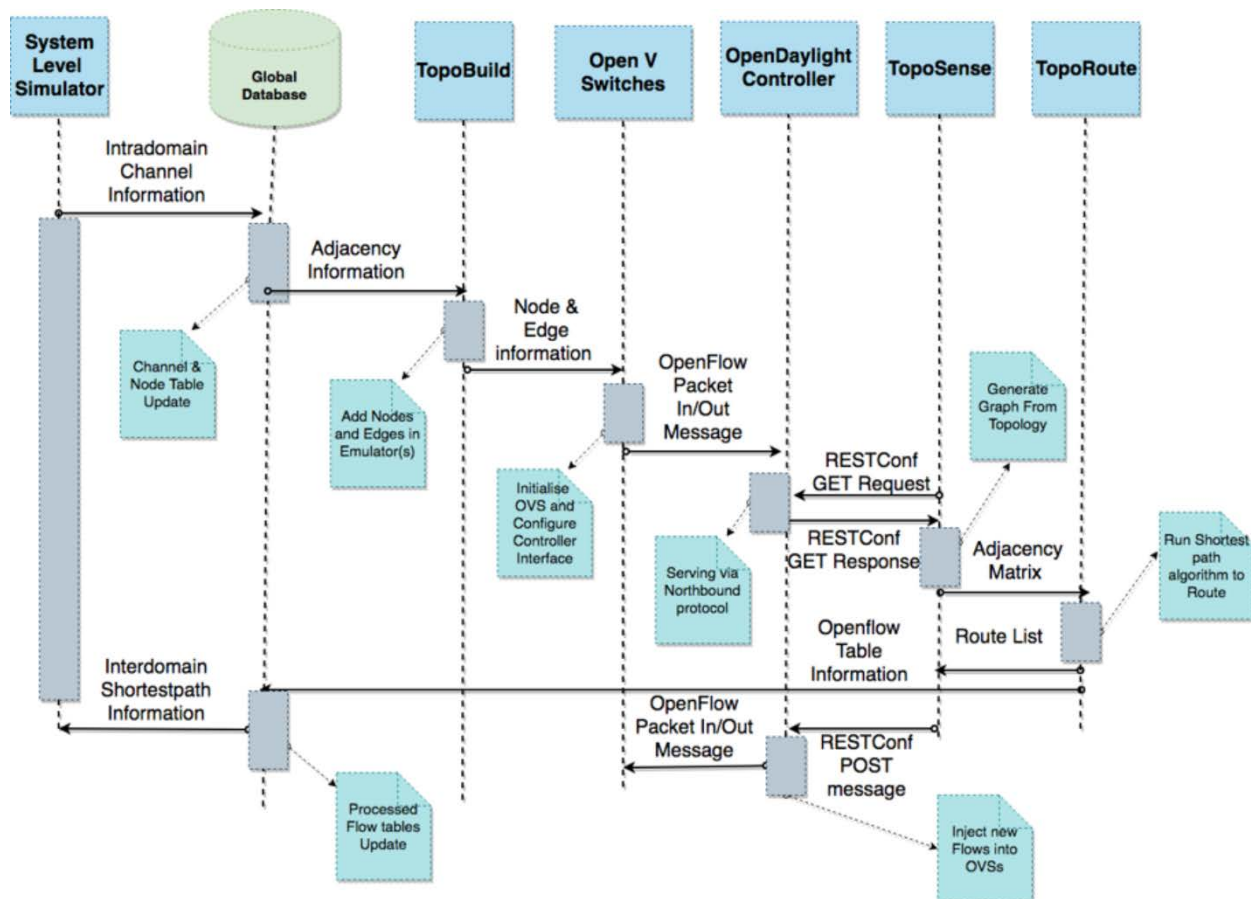 System
Level
Simulator
Global
Database
TopoBuild
Open V
Switches
OpenDaylight
Controller
TopoSense
TopoRoute
Intradomain
Channel
Information
Adjacency
Information
Channel &
Node Table
Update
Node &
Edge
information
Add Nodes
and Edges in
Emulator(s)
OpenFlow
Packet
In/Out
Message
Initialise
OVS and
Configure
Controller
Interface
RESTConf
GET Request
Generate
Graph From
Topology
RESTConf
GET Response
Serving via
Northbound
protocol
Adjacency
Matrix
Run Shortest
path
algorithm to
Route
Route List
Openflow
Table
Information
Interdomain
Shortestpath
Information
OpenFlow
Packet In/Out
Message
RESTConf
POST
message
Processed
Flow tables
Update
Inject new
Flows into
OVSs